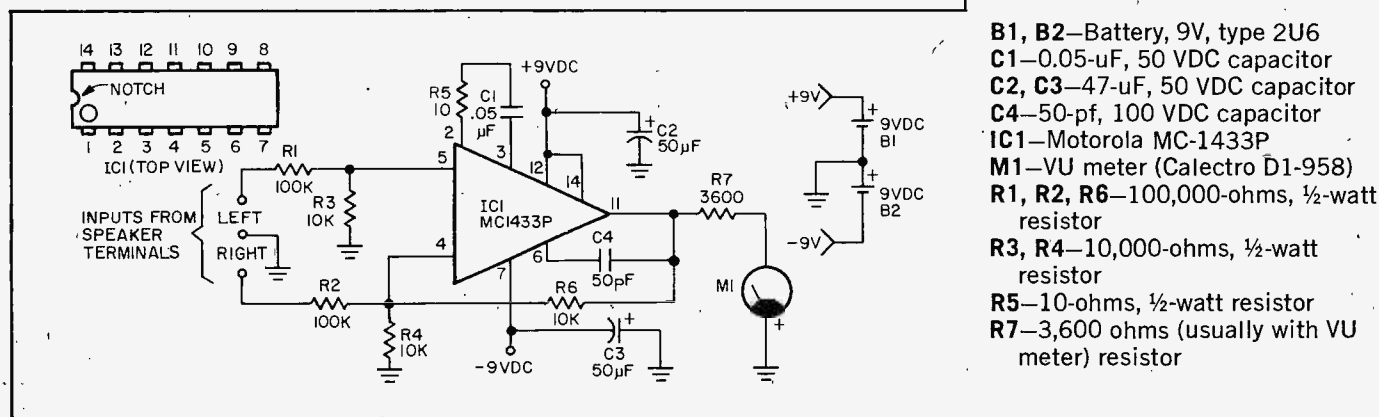 14 13 12 11 10 9 8
NOTCH
1 2 3 4 5 6 7
IC1 (TOP VIEW)
INPUTS FROM
SPEAKER
TERMINALS
LEFT
RIGHT
R1
100K
R3
10K
R2
100K
R4
10K
R5
10
C1
.05
µF
2
3
5
4
IC1
MC1433P
12
14
11
6
7
+9VDC
C2
50µF
C4
50pF
R6
10K
-9VDC
C3
50µF
R7
3600
M1
+
+9V
+
9VDC
B1
+
9VDC
B2
-9V
B1, B2—Battery, 9V, type 2U6
C1—0.05-uF, 50 VDC capacitor
C2, C3—47-uF, 50 VDC capacitor
C4—50-pf, 100 VDC capacitor
IC1—Motorola MC-1433P
M1—VU meter (Calectro D1-958)
R1, R2, R6—100,000-ohms, ½-watt
resistor
R3, R4—10,000-ohms, ½-watt
resistor
R5—10-ohms, ½-watt resistor
R7—3,600 ohms (usually with VU
meter) resistor